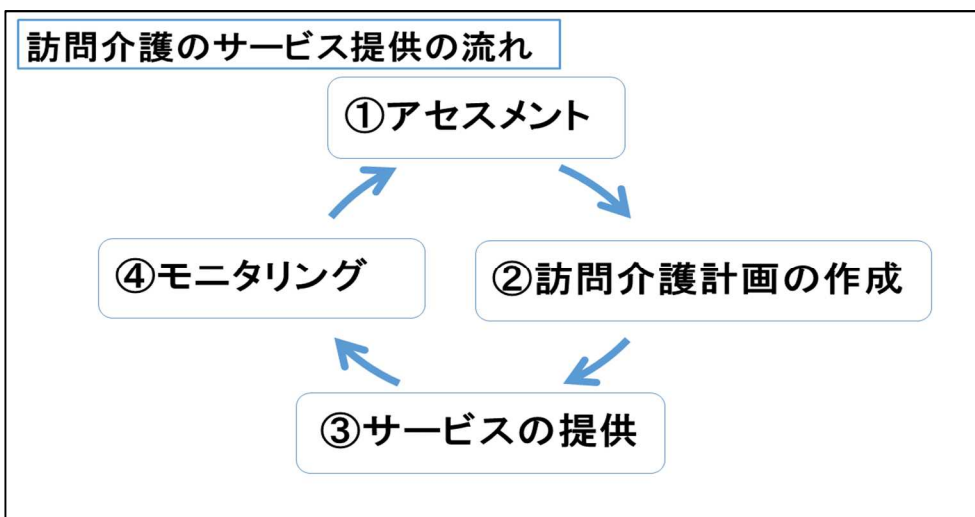 訪問介護のサービス提供の流れ
①アセスメント
②訪問介護計画の作成
③サービスの提供
④モニタリング